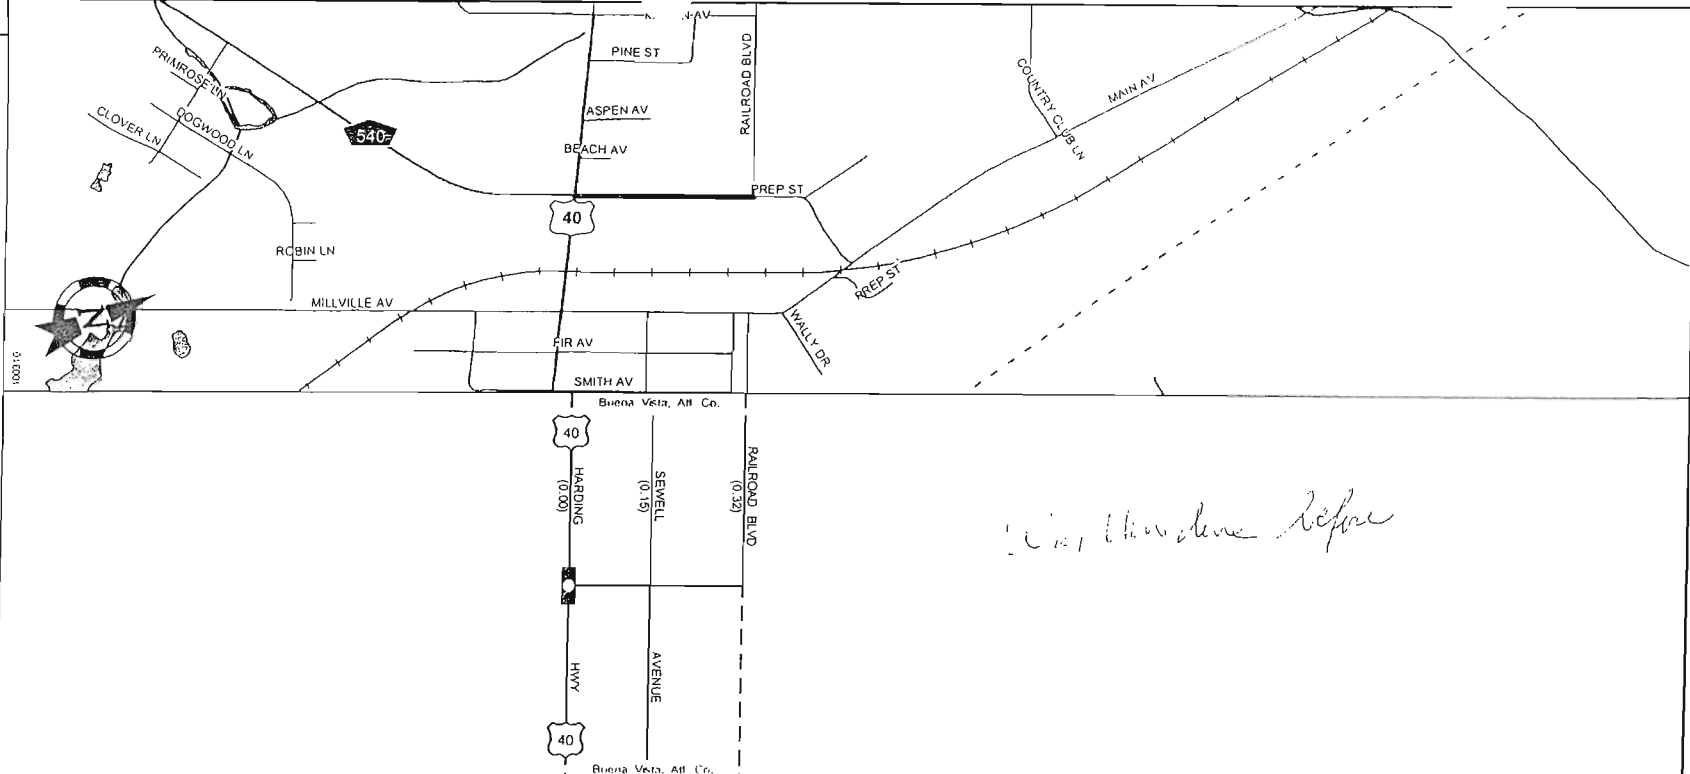 PINE ST
RAILROAD BLVD
PRIMROSE LN
COUNTRY CLUB LN
MAIN AV
CLOVER LN
DOGWOOD LN
ASPEN AV
540
BEACH AV
PREP ST
40
ROBIN LN
PREP ST
MILLVILLE AV
N
WALLY DR
FIR AV
SMITH AV
Buena Vista, Atl. Co.
40
HARDING
(0.00)
SEWELL
(0.15)
RAILROAD BLVD
(0.32)
before
HWY
AVENUE
40
Buena Vista, Atl. Co.